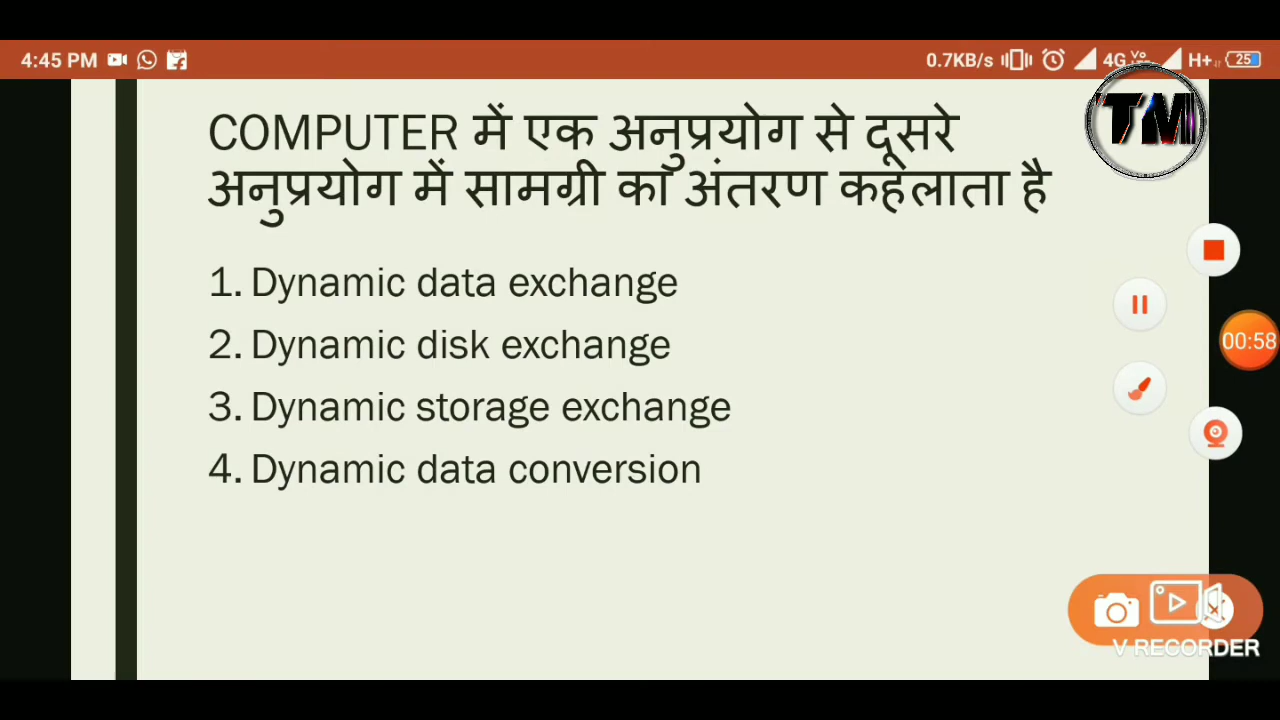 4:45 PM
0.7KB/s
4G
H+
25
TM
COMPUTER में एक अनुप्रयोग से दूसरे
अनुप्रयोग में सामग्री का अंतरण कहलाता है
1. Dynamic data exchange
2. Dynamic disk exchange
3. Dynamic storage exchange
4. Dynamic data conversion
00:58
V RECORDER